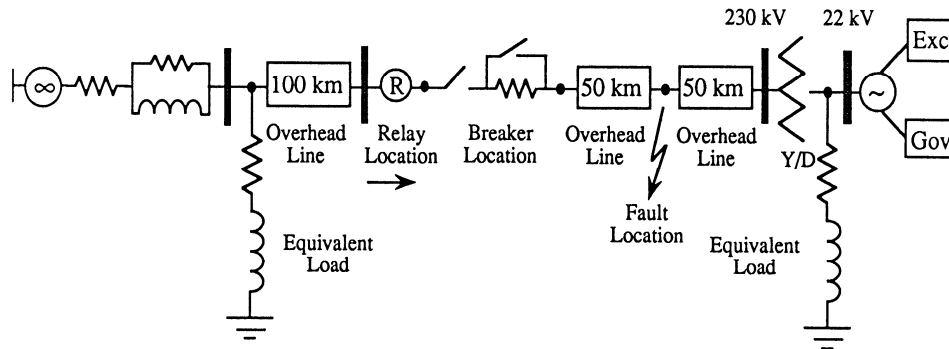 230 kV
22 kV
Exc
∞
100 km
R
50 km
50 km
~
Overhead
Line
Relay
Location
Breaker
Location
Overhead
Line
Overhead
Line
Y/D
Gov
Fault
Location
Equivalent
Load
Equivalent
Load